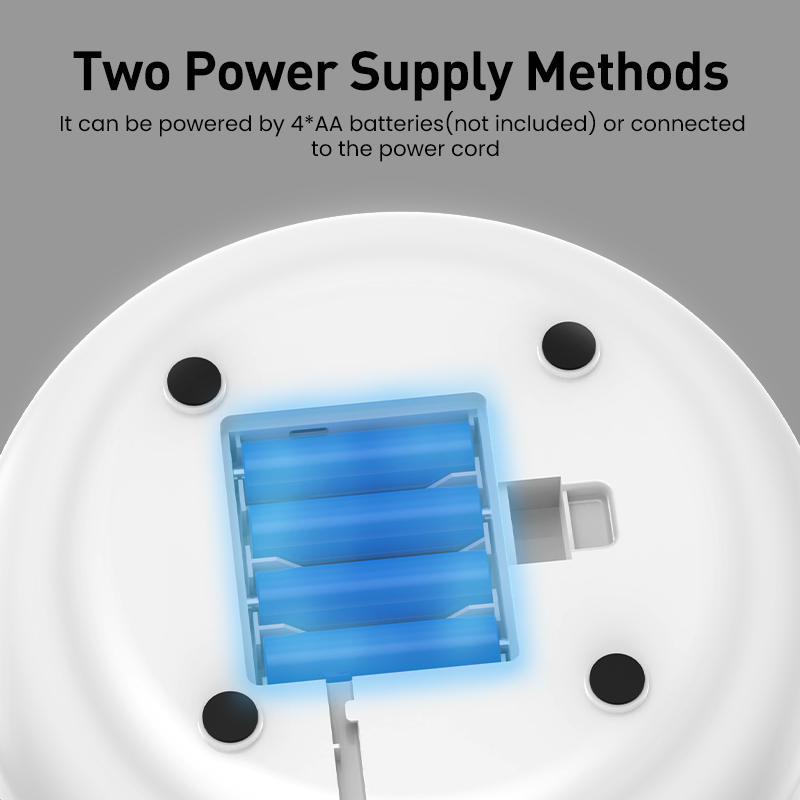 Two Power Supply Methods
It can be powered by 4*AA batteries(not included) or connected
to the power cord